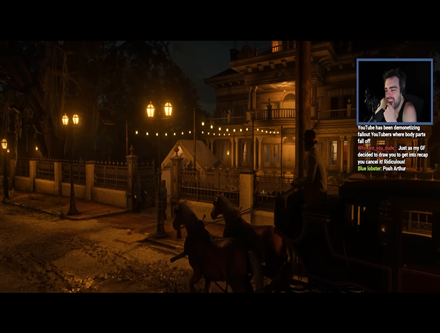 YouTube has been demonetizing
fallout YouTubers where body parts
fall off
Just as my GF
decided to draw you to get into recap
you cancel it! Ridiculous!
Blue lobster: Posh Arthur